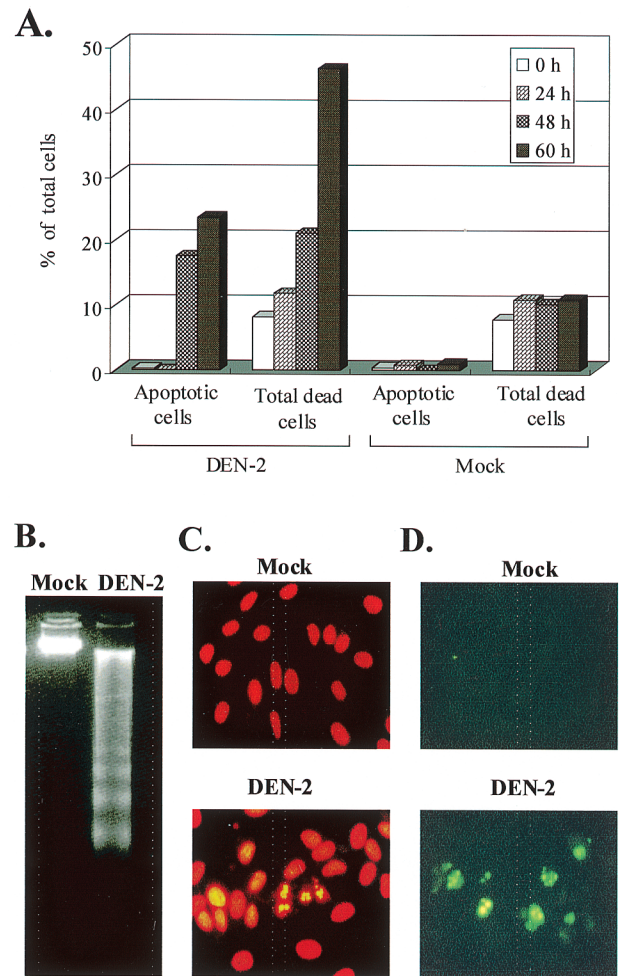 A.
% of total cells
50
40
30
20
10
0
0 h
24 h
48 h
60 h
Apoptotic cells
Total dead cells
Apoptotic cells
Total dead cells
DEN-2
Mock
B.
Mock DEN-2
C.
Mock
DEN-2
D.
Mock
DEN-2